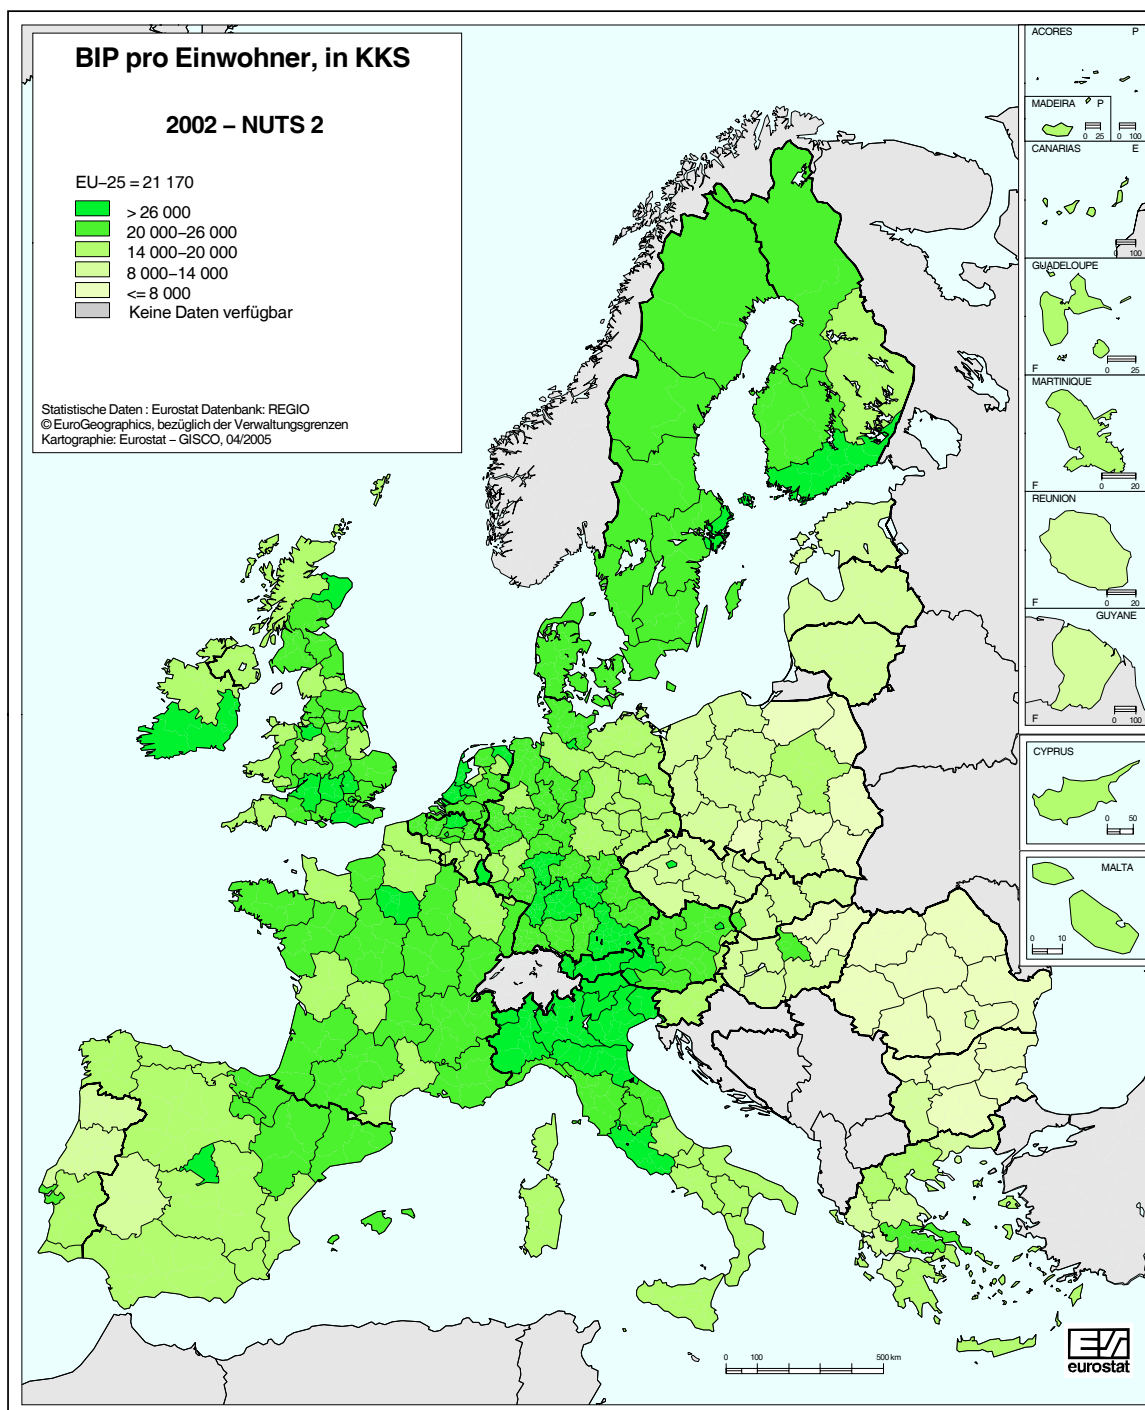 BIP pro Einwohner, in KKS
2002 – NUTS 2
EU–25 = 21 170
> 26 000
20 000–26 000
14 000–20 000
8 000–14 000
<= 8 000
Keine Daten verfügbar
Statistische Daten : Eurostat Datenbank: REGIO
© EuroGeographics, bezüglich der Verwaltungsgrenzen
Kartographie: Eurostat – GISCO, 04/2005
ACORES P
MADEIRA P
0 25 0 100
CANARIAS E
0 100
GUADELOUPE
F 0 25
MARTINIQUE
F 0 20
REUNION
F 0 20
GUYANE
F 0 100
CYPRUS
0 50
MALTA
0 10
0 100 500 km
eurostat